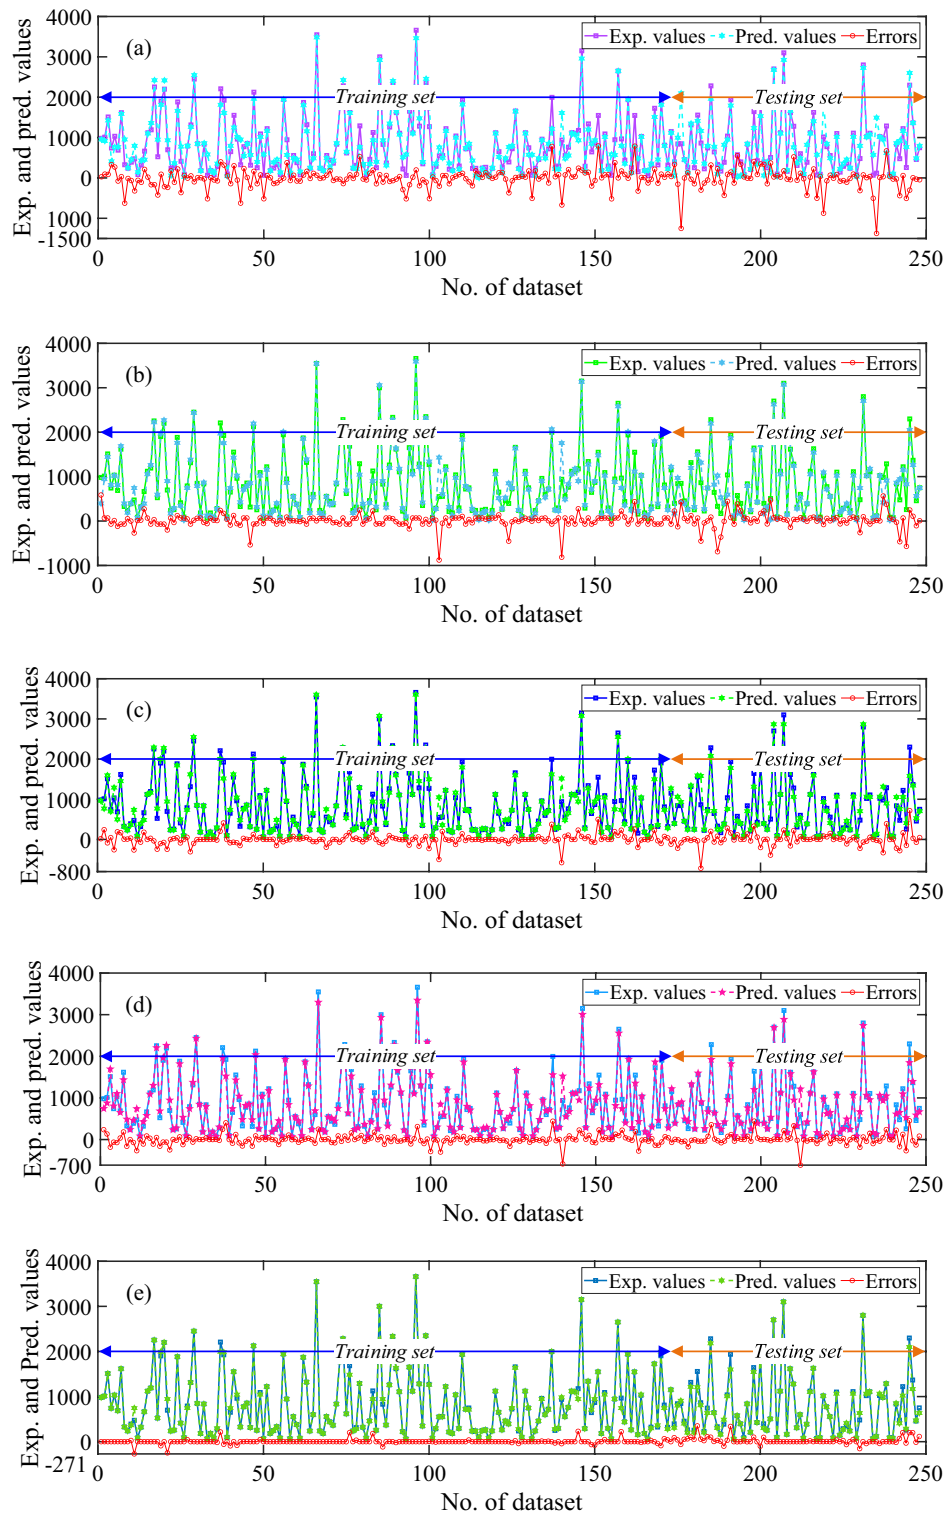 4000
(a)
Exp. values
Pred. values
Errors
3000
2000
Training set
Testing set
1000
0
1000
-1500
0
50
100
150
200
250
Exp. and pred. values
No. of dataset
4000
(b)
Exp. values
Pred. values
Errors
3000
2000
Training set
Testing set
1000
0
-1000
0
50
100
150
200
250
Exp. and pred. values
No. of dataset
4000
(c)
Exp. values
Pred. values
Errors
3000
2000
Training set
Testing set
1000
0
-800
0
50
100
150
200
250
Exp. and pred. values
No. of dataset
4000
(d)
Exp. values
Pred. values
Errors
3000
2000
Training set
Testing set
1000
0
-700
0
50
100
150
200
250
Exp. and pred. values
No. of dataset
4000
(e)
Exp. values
Pred. values
Errors
3000
2000
Training set
Testing set
1000
0
-271
0
50
100
150
200
250
Exp. and Pred. values
No. of dataset